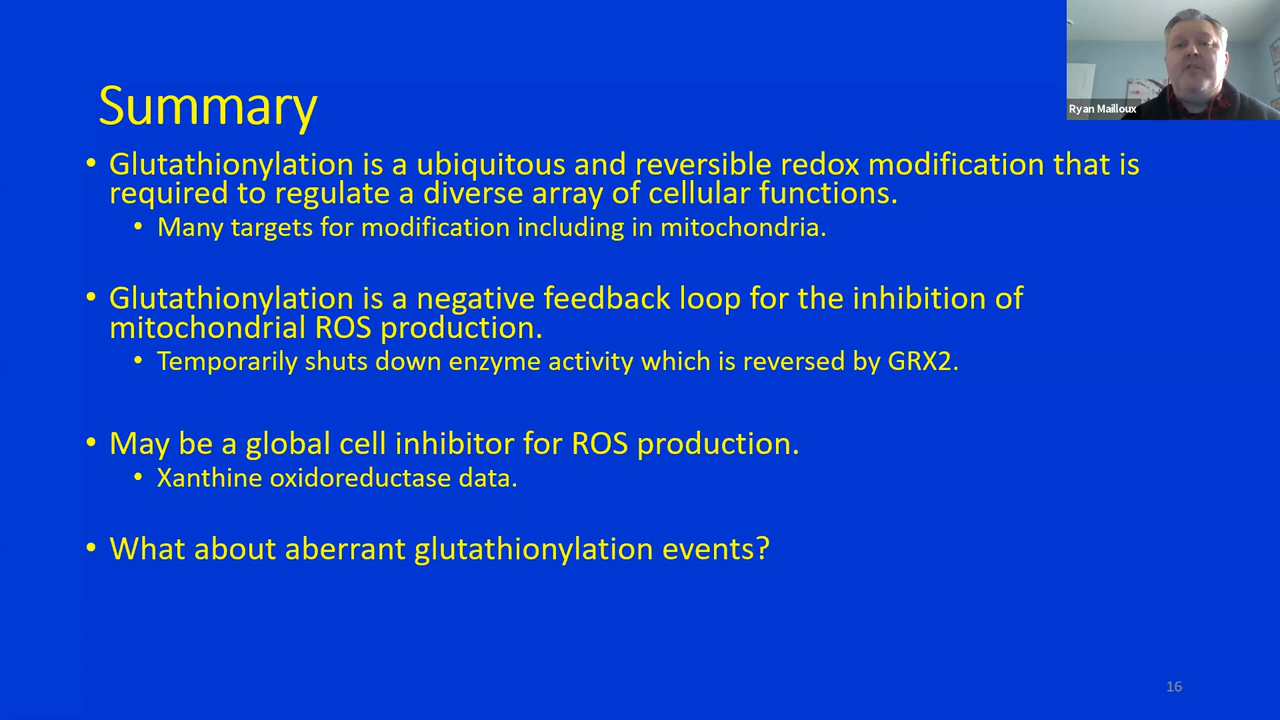 Ryan Mailloux
Summary
• Glutathionylation is a ubiquitous and reversible redox modification that is
required to regulate a diverse array of cellular functions.
• Many targets for modification including in mitochondria.
• Glutathionylation is a negative feedback loop for the inhibition of
mitochondrial ROS production.
• Temporarily shuts down enzyme activity which is reversed by GRX2.
• May be a global cell inhibitor for ROS production.
• Xanthine oxidoreductase data.
• What about aberrant glutathionylation events?
16